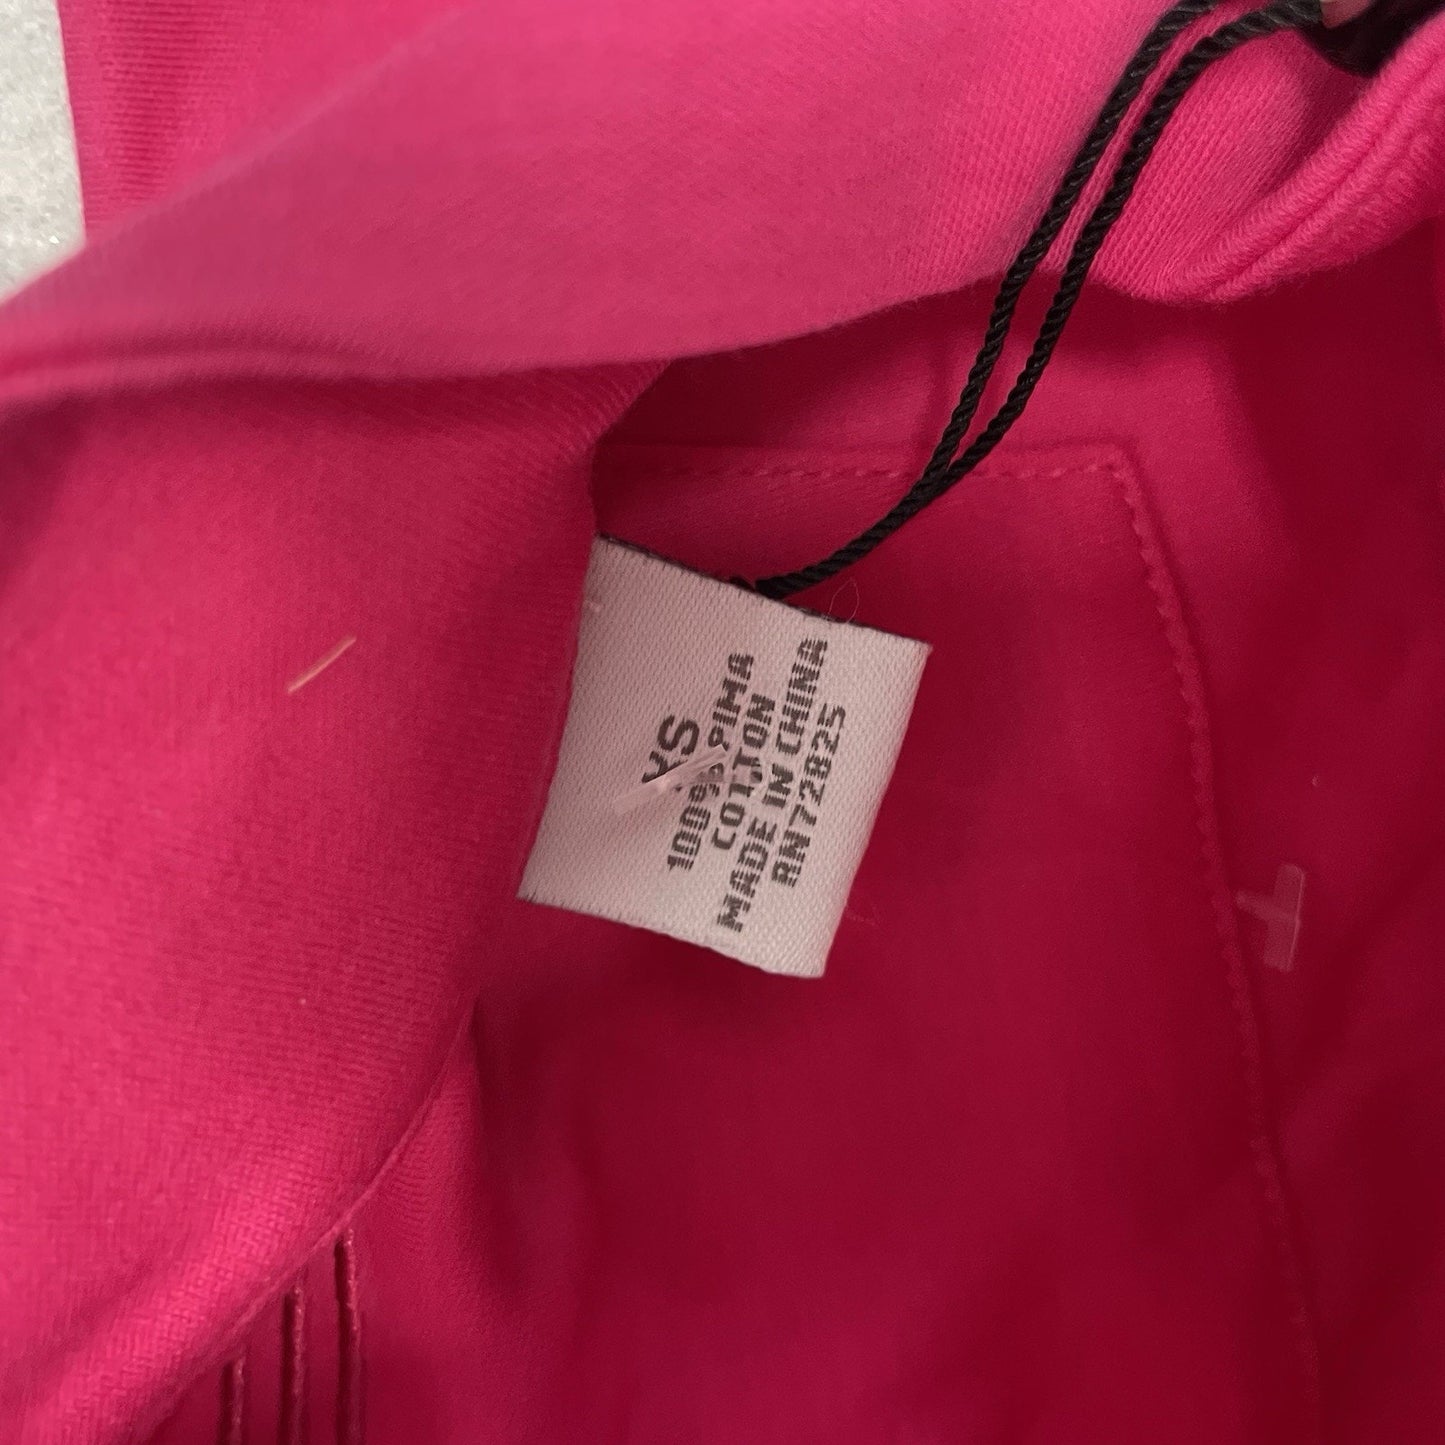 XS
100% PIMA
COTTON
MADE IN CHINA
RN72825